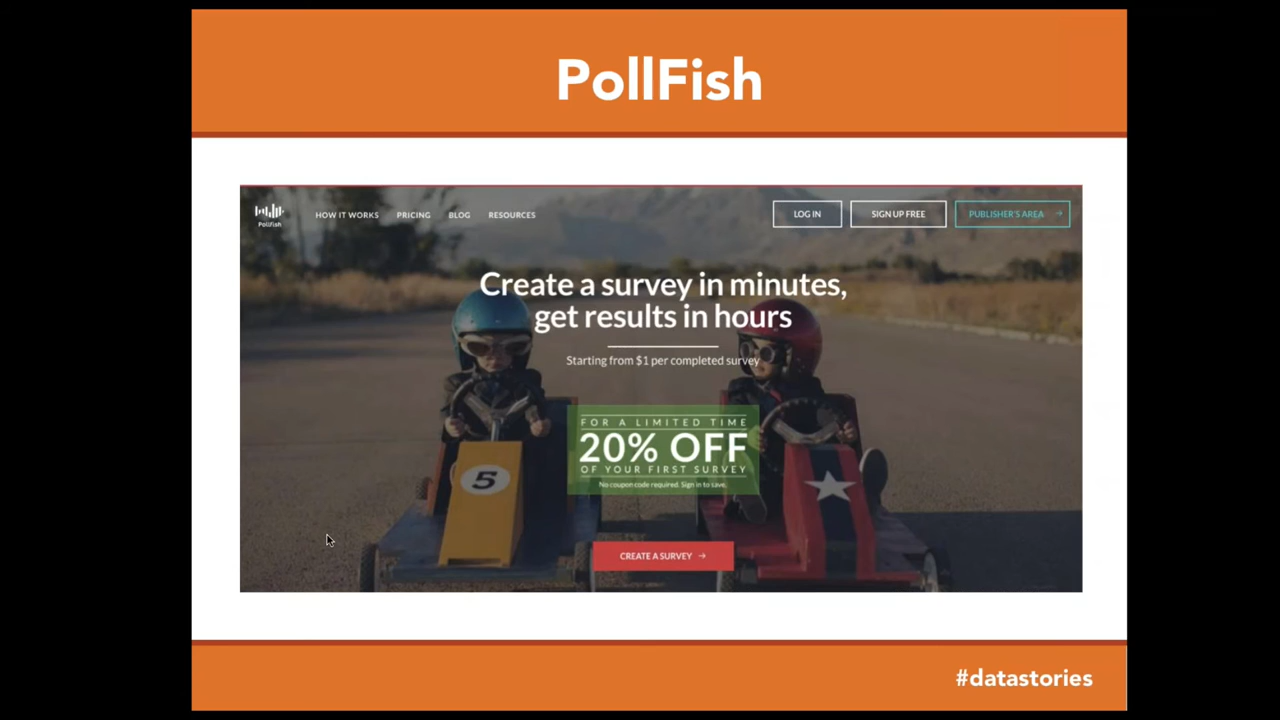 PollFish
Pollfish
HOW IT WORKS PRICING BLOG RESOURCES
LOG IN SIGN UP FREE PUBLISHER'S AREA →
Create a survey in minutes,
get results in hours
Starting from $1 per completed survey
FOR A LIMITED TIME
20% OFF
OF YOUR FIRST SURVEY
No coupon code required. Sign in to save.
5
CREATE A SURVEY →
#datastories